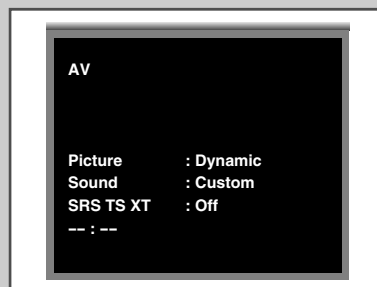 AV
Picture : Dynamic
Sound : Custom
SRS TS XT : Off
-- : --